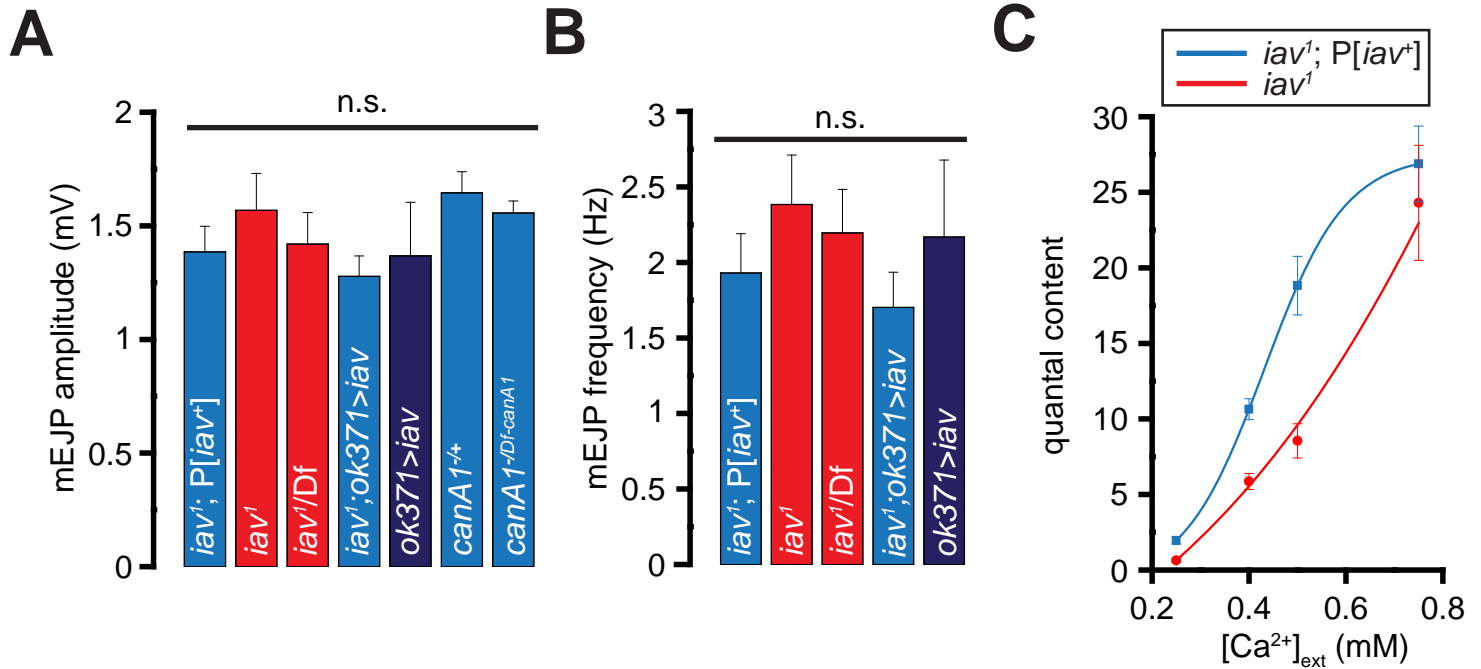 A
n.s.
2
1.5
1
0.5
0
mEJP amplitude (mV)
iav¹; P[iav⁺]
iav¹
iav¹/Df
iav¹;ok371>iav
ok371>iav
canA1⁻/⁺
canA1⁻/Df-canA1
B
n.s.
3
2.5
2
1.5
1
0.5
0
mEJP frequency (Hz)
iav¹; P[iav⁺]
iav¹
iav¹/Df
iav¹;ok371>iav
ok371>iav
C
iav¹; P[iav⁺]
iav¹
30
25
20
15
10
5
0
quantal content
0.2 0.4 0.6 0.8
[Ca²⁺]ext (mM)